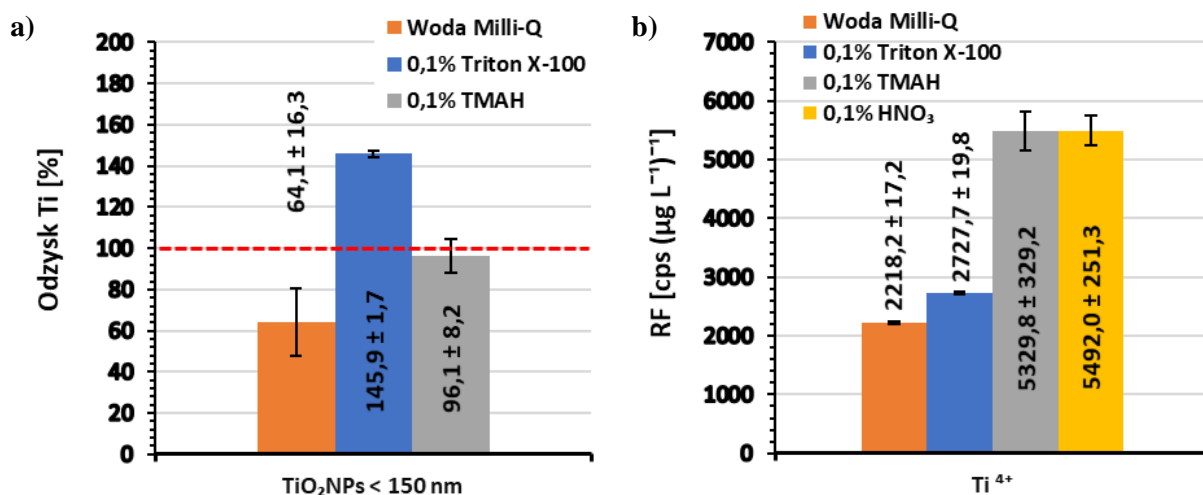 a)
Odzysk Ti [%]
200
180
160
140
120
100
80
60
40
20
0
Woda Milli-Q
0,1% Triton X-100
0,1% TMAH
64,1 ± 16,3
145,9 ± 1,7
96,1 ± 8,2
TiO₂NPs < 150 nm
b)
RF [cps (µg L⁻¹)⁻¹]
7000
6000
5000
4000
3000
2000
1000
0
Woda Milli-Q
0,1% Triton X-100
0,1% TMAH
0,1% HNO₃
2218,2 ± 17,2
2727,7 ± 19,8
5329,8 ± 329,2
5492,0 ± 251,3
Ti ⁴⁺